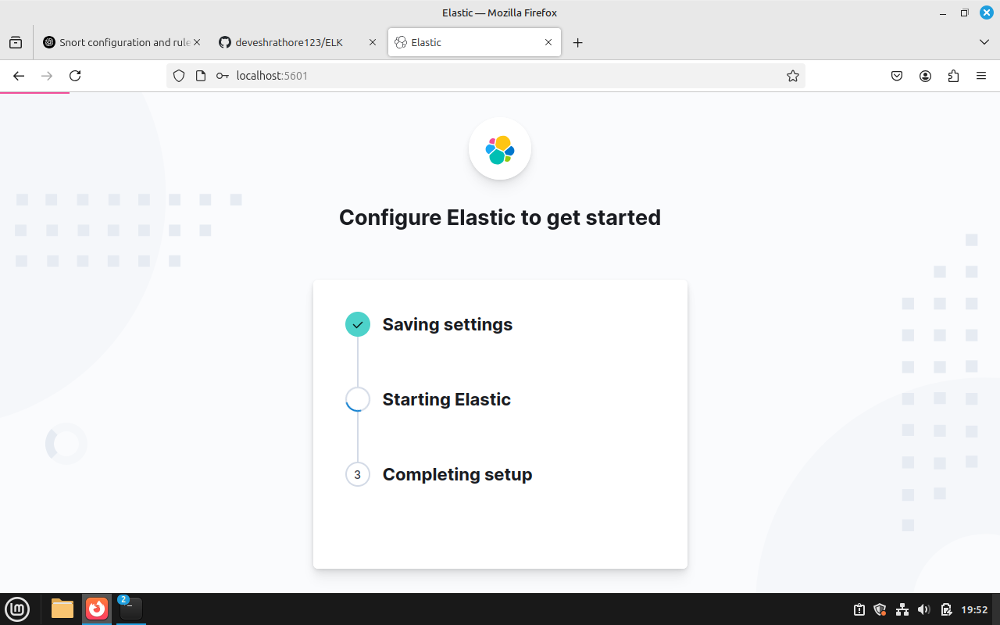 Elastic — Mozilla Firefox
Snort configuration and rule
deveshrathore123/ELK
Elastic
localhost:5601
Configure Elastic to get started
Saving settings
Starting Elastic
3
Completing setup
2
19:52